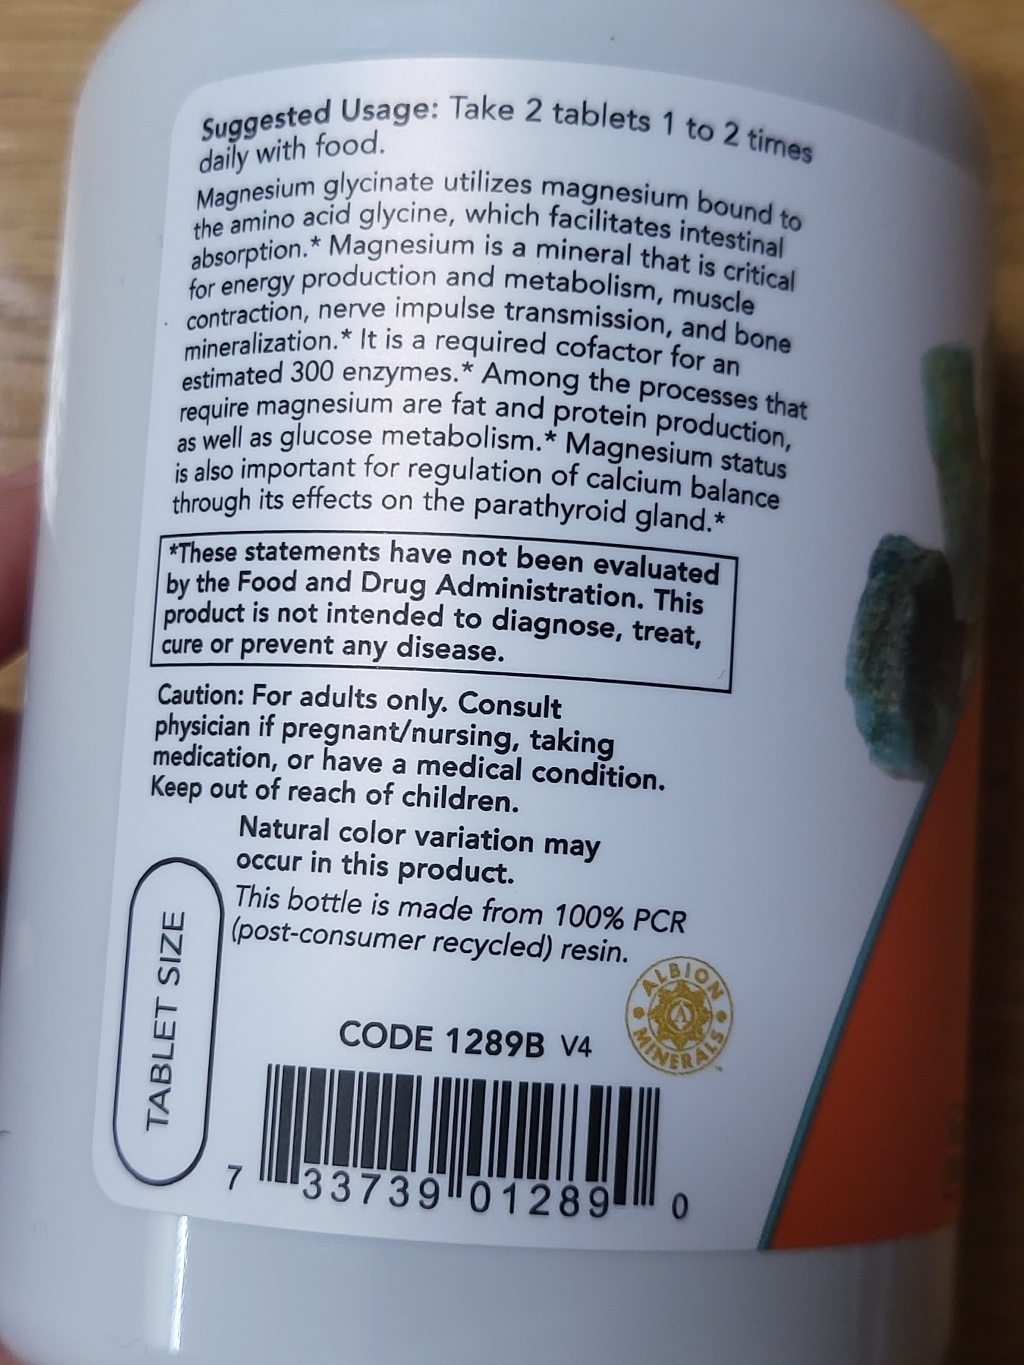 Suggested Usage: Take 2 tablets 1 to 2 times
daily with food.
Magnesium glycinate utilizes magnesium bound to
the amino acid glycine, which facilitates intestinal
absorption.* Magnesium is a mineral that is critical
for energy production and metabolism, muscle
contraction, nerve impulse transmission, and bone
mineralization.* It is a required cofactor for an
estimated 300 enzymes.* Among the processes that
require magnesium are fat and protein production,
as well as glucose metabolism.* Magnesium status
is also important for regulation of calcium balance
through its effects on the parathyroid gland.*
*These statements have not been evaluated
by the Food and Drug Administration. This
product is not intended to diagnose, treat,
cure or prevent any disease.
Caution: For adults only. Consult
physician if pregnant/nursing, taking
medication, or have a medical condition.
Keep out of reach of children.
Natural color variation may
occur in this product.
This bottle is made from 100% PCR
(post-consumer recycled) resin.
TABLET SIZE
ALBION
A
MINERALS
CODE 1289B V4
7 33739 01289 0